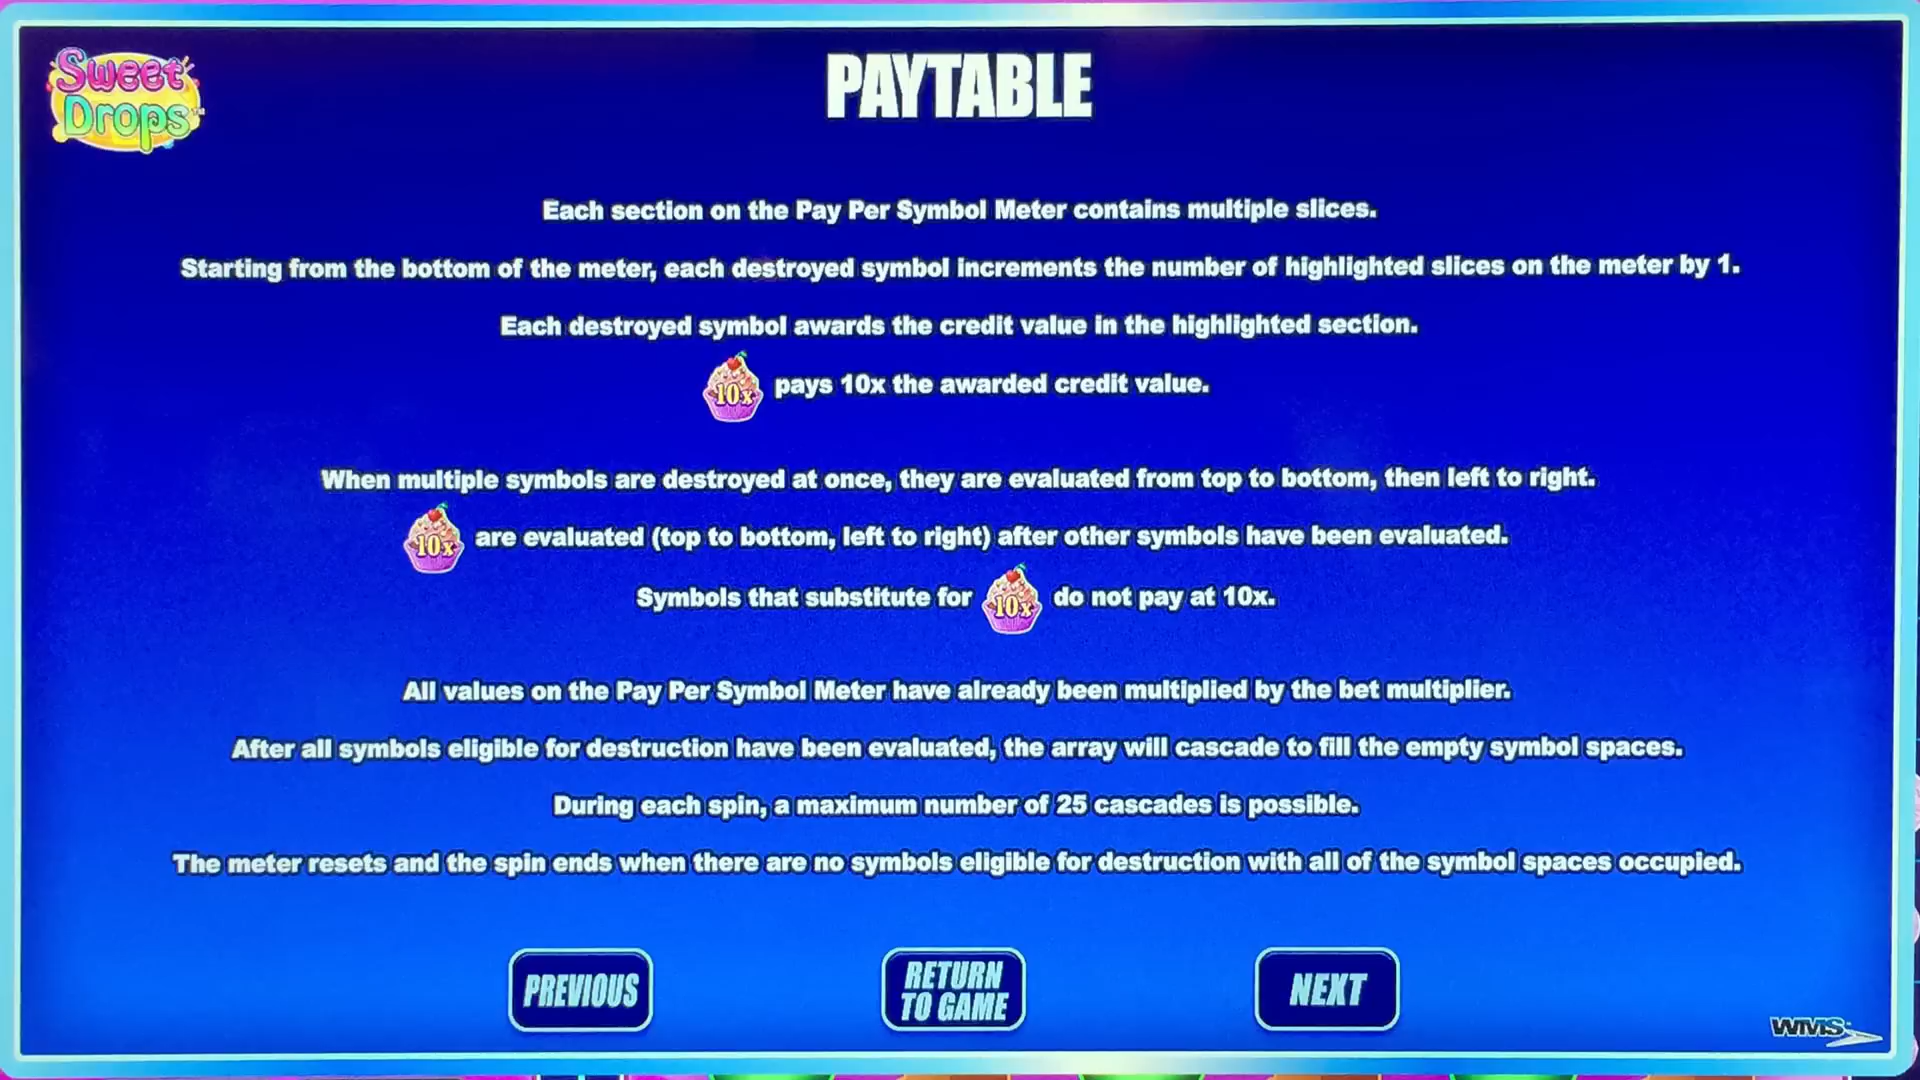 Sweet
Drops™
PAYTABLE
Each section on the Pay Per Symbol Meter contains multiple slices.
Starting from the bottom of the meter, each destroyed symbol increments the number of highlighted slices on the meter by 1.
Each destroyed symbol awards the credit value in the highlighted section.
10x pays 10x the awarded credit value.
When multiple symbols are destroyed at once, they are evaluated from top to bottom, then left to right.
10x are evaluated (top to bottom, left to right) after other symbols have been evaluated.
Symbols that substitute for 10x do not pay at 10x.
All values on the Pay Per Symbol Meter have already been multiplied by the bet multiplier.
After all symbols eligible for destruction have been evaluated, the array will cascade to fill the empty symbol spaces.
During each spin, a maximum number of 25 cascades is possible.
The meter resets and the spin ends when there are no symbols eligible for destruction with all of the symbol spaces occupied.
PREVIOUS
RETURN
TO GAME
NEXT
WMS